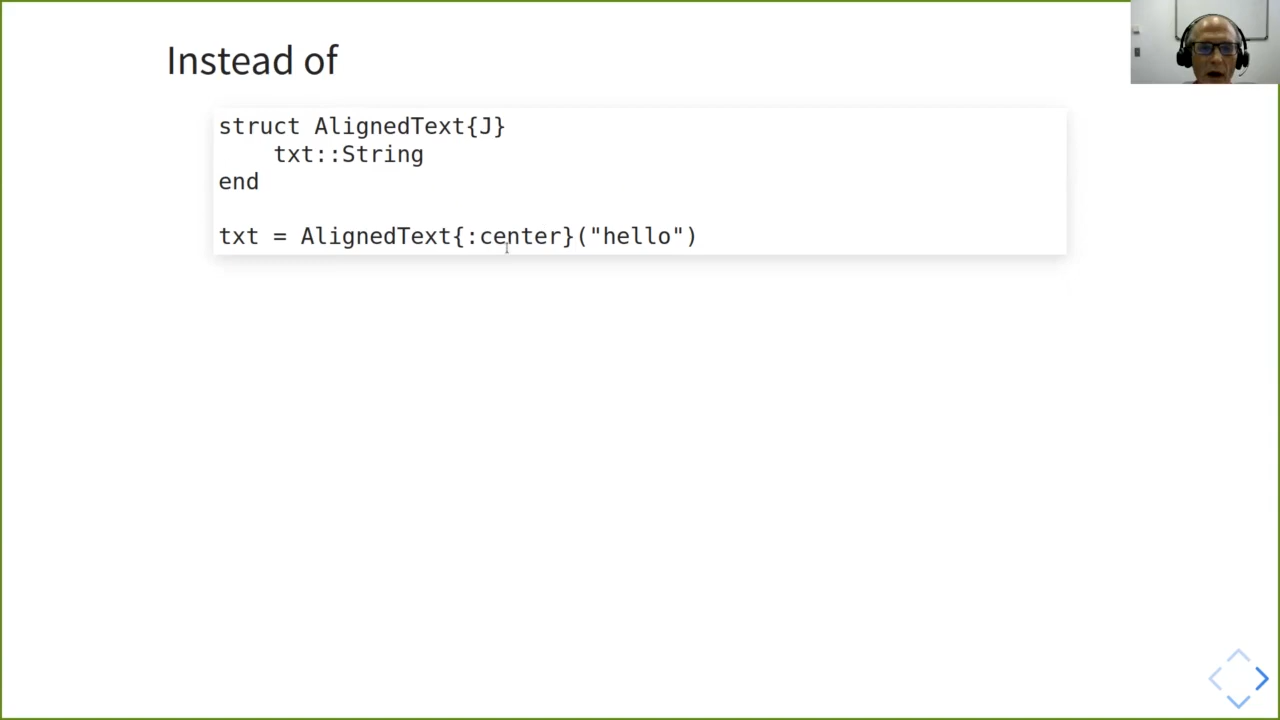 Instead of
struct AlignedText{J}
    txt::String
end
txt = AlignedText{:center}("hello")